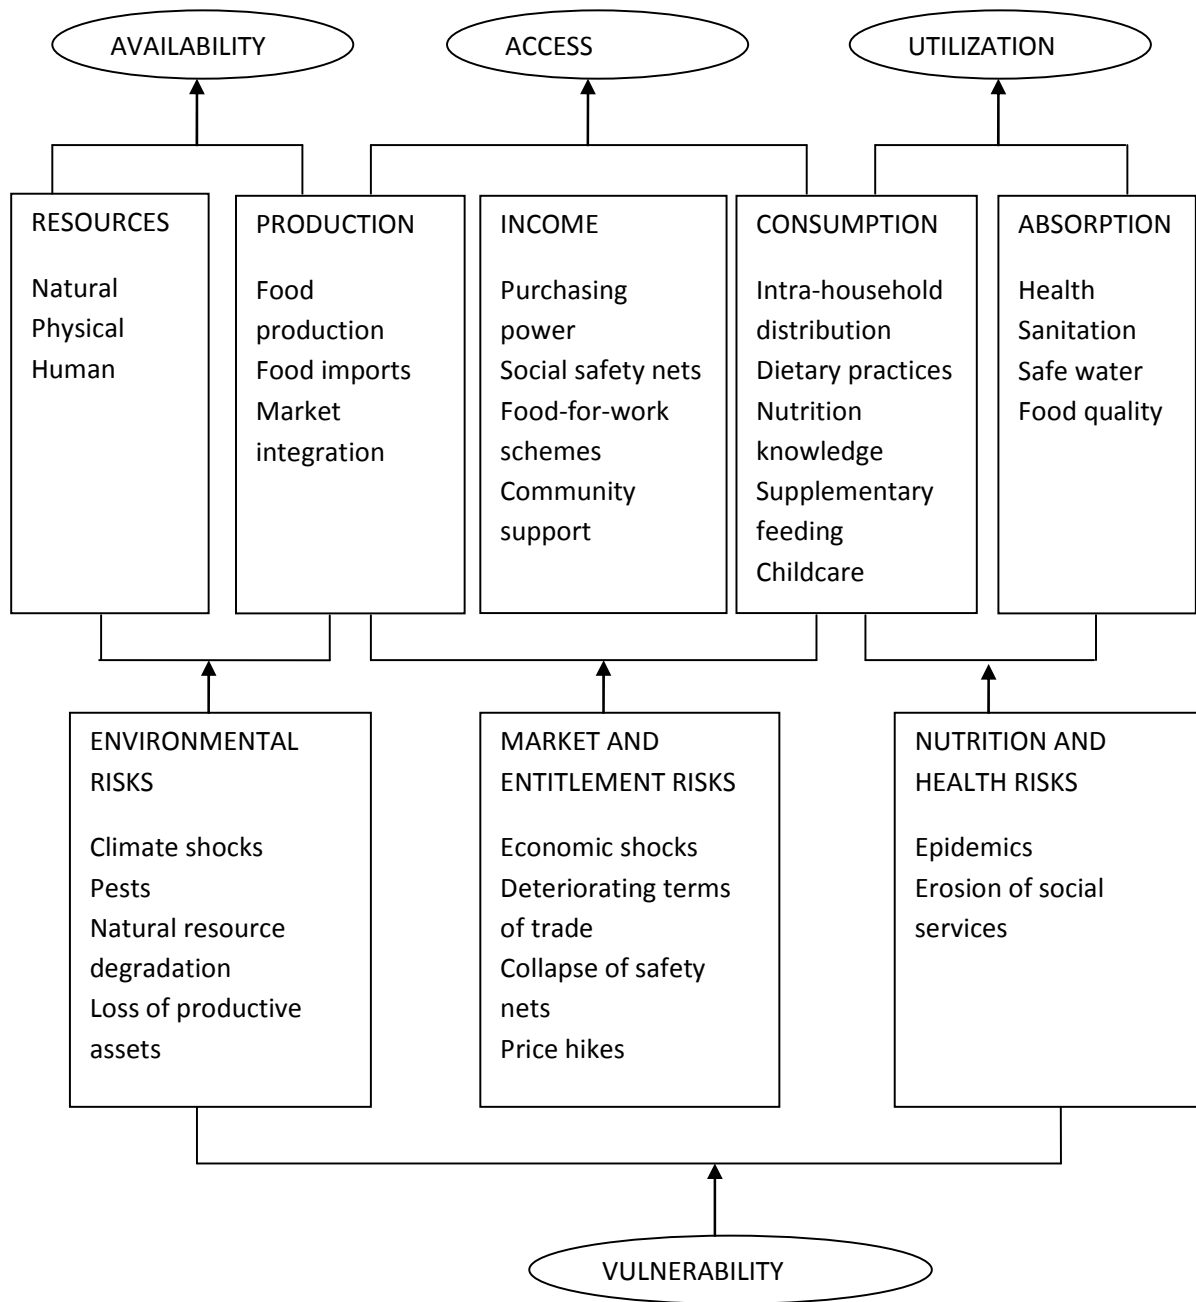 AVAILABILITY
ACCESS
UTILIZATION
RESOURCES
Natural
Physical
Human
PRODUCTION
Food
production
Food imports
Market
integration
INCOME
Purchasing
power
Social safety nets
Food-for-work
schemes
Community
support
CONSUMPTION
Intra-household
distribution
Dietary practices
Nutrition
knowledge
Supplementary
feeding
Childcare
ABSORPTION
Health
Sanitation
Safe water
Food quality
ENVIRONMENTAL
RISKS
Climate shocks
Pests
Natural resource
degradation
Loss of productive
assets
MARKET AND
ENTITLEMENT RISKS
Economic shocks
Deteriorating terms
of trade
Collapse of safety
nets
Price hikes
NUTRITION AND
HEALTH RISKS
Epidemics
Erosion of social
services
VULNERABILITY